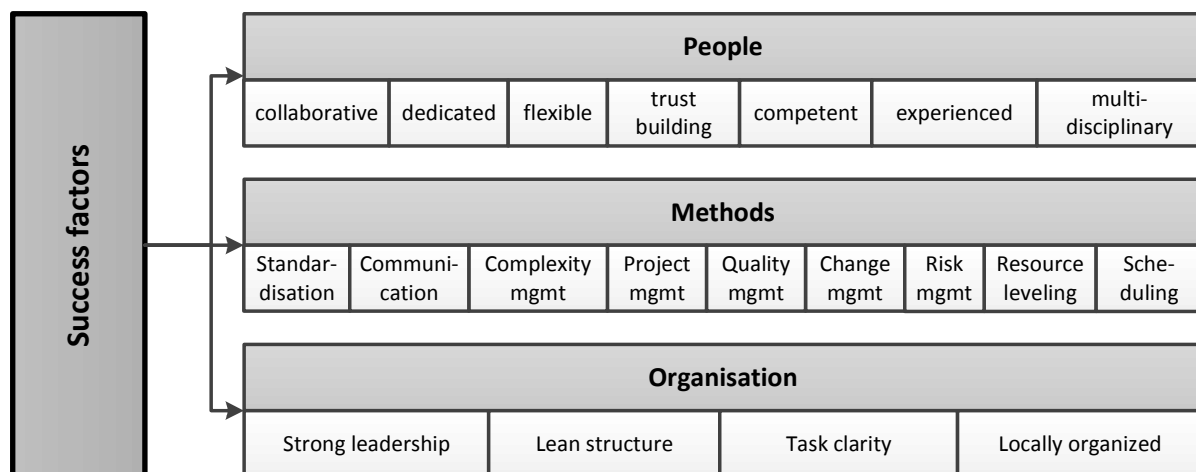 Success factors
People
collaborative
dedicated
flexible
trust
building
competent
experienced
multi-
disciplinary
Methods
Standar-
disation
Communi-
cation
Complexity
mgmt
Project
mgmt
Quality
mgmt
Change
mgmt
Risk
mgmt
Resource
leveling
Sche-
duling
Organisation
Strong leadership
Lean structure
Task clarity
Locally organized